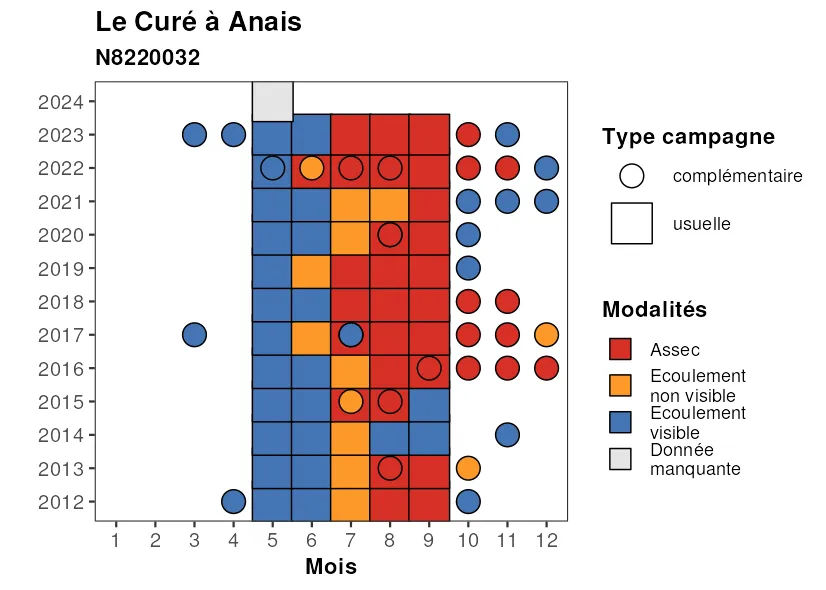 Le Curé à Anais
N8220032
2024
2023
2022
2021
2020
2019
2018
2017
2016
2015
2014
2013
2012
1 2 3 4 5 6 7 8 9 10 11 12
Mois
Type campagne
complémentaire
usuelle
Modalités
Assec
Ecoulement
non visible
Ecoulement
visible
Donnée
manquante